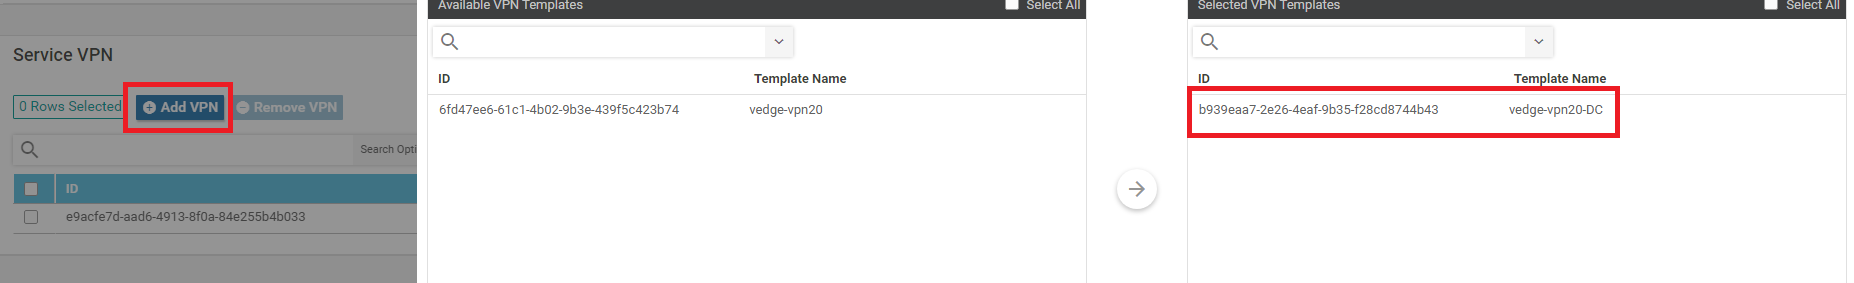 Service VPN
0 Rows Selected
Add VPN
Remove VPN
Search Opti
ID
e9acfe7d-aad6-4913-8f0a-84e255b4b033
Available VPN Templates
Select All
ID Template Name
6fd47ee6-61c1-4b02-9b3e-439f5c423b74 vedge-vpn20
Selected VPN Templates
Select All
ID Template Name
b939eaa7-2e26-4eaf-9b35-f28cd8744b43 vedge-vpn20-DC